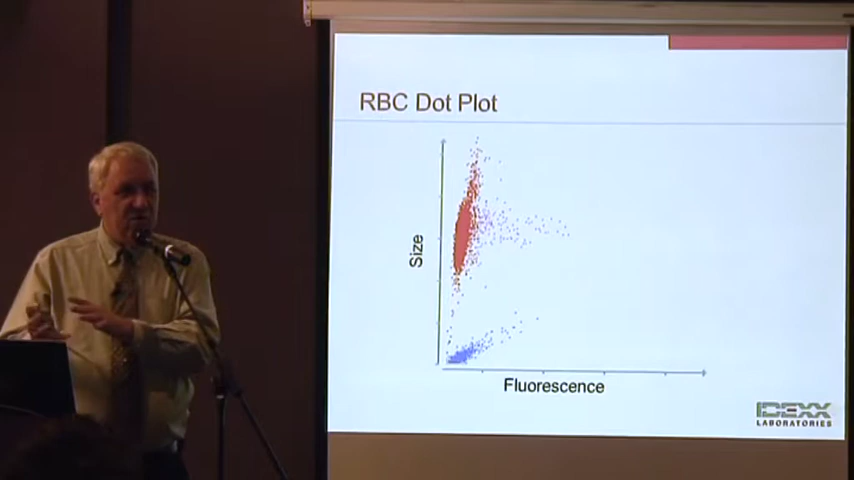 RBC Dot Plot
Size
Fluorescence
IDEXX
LABORATORIES